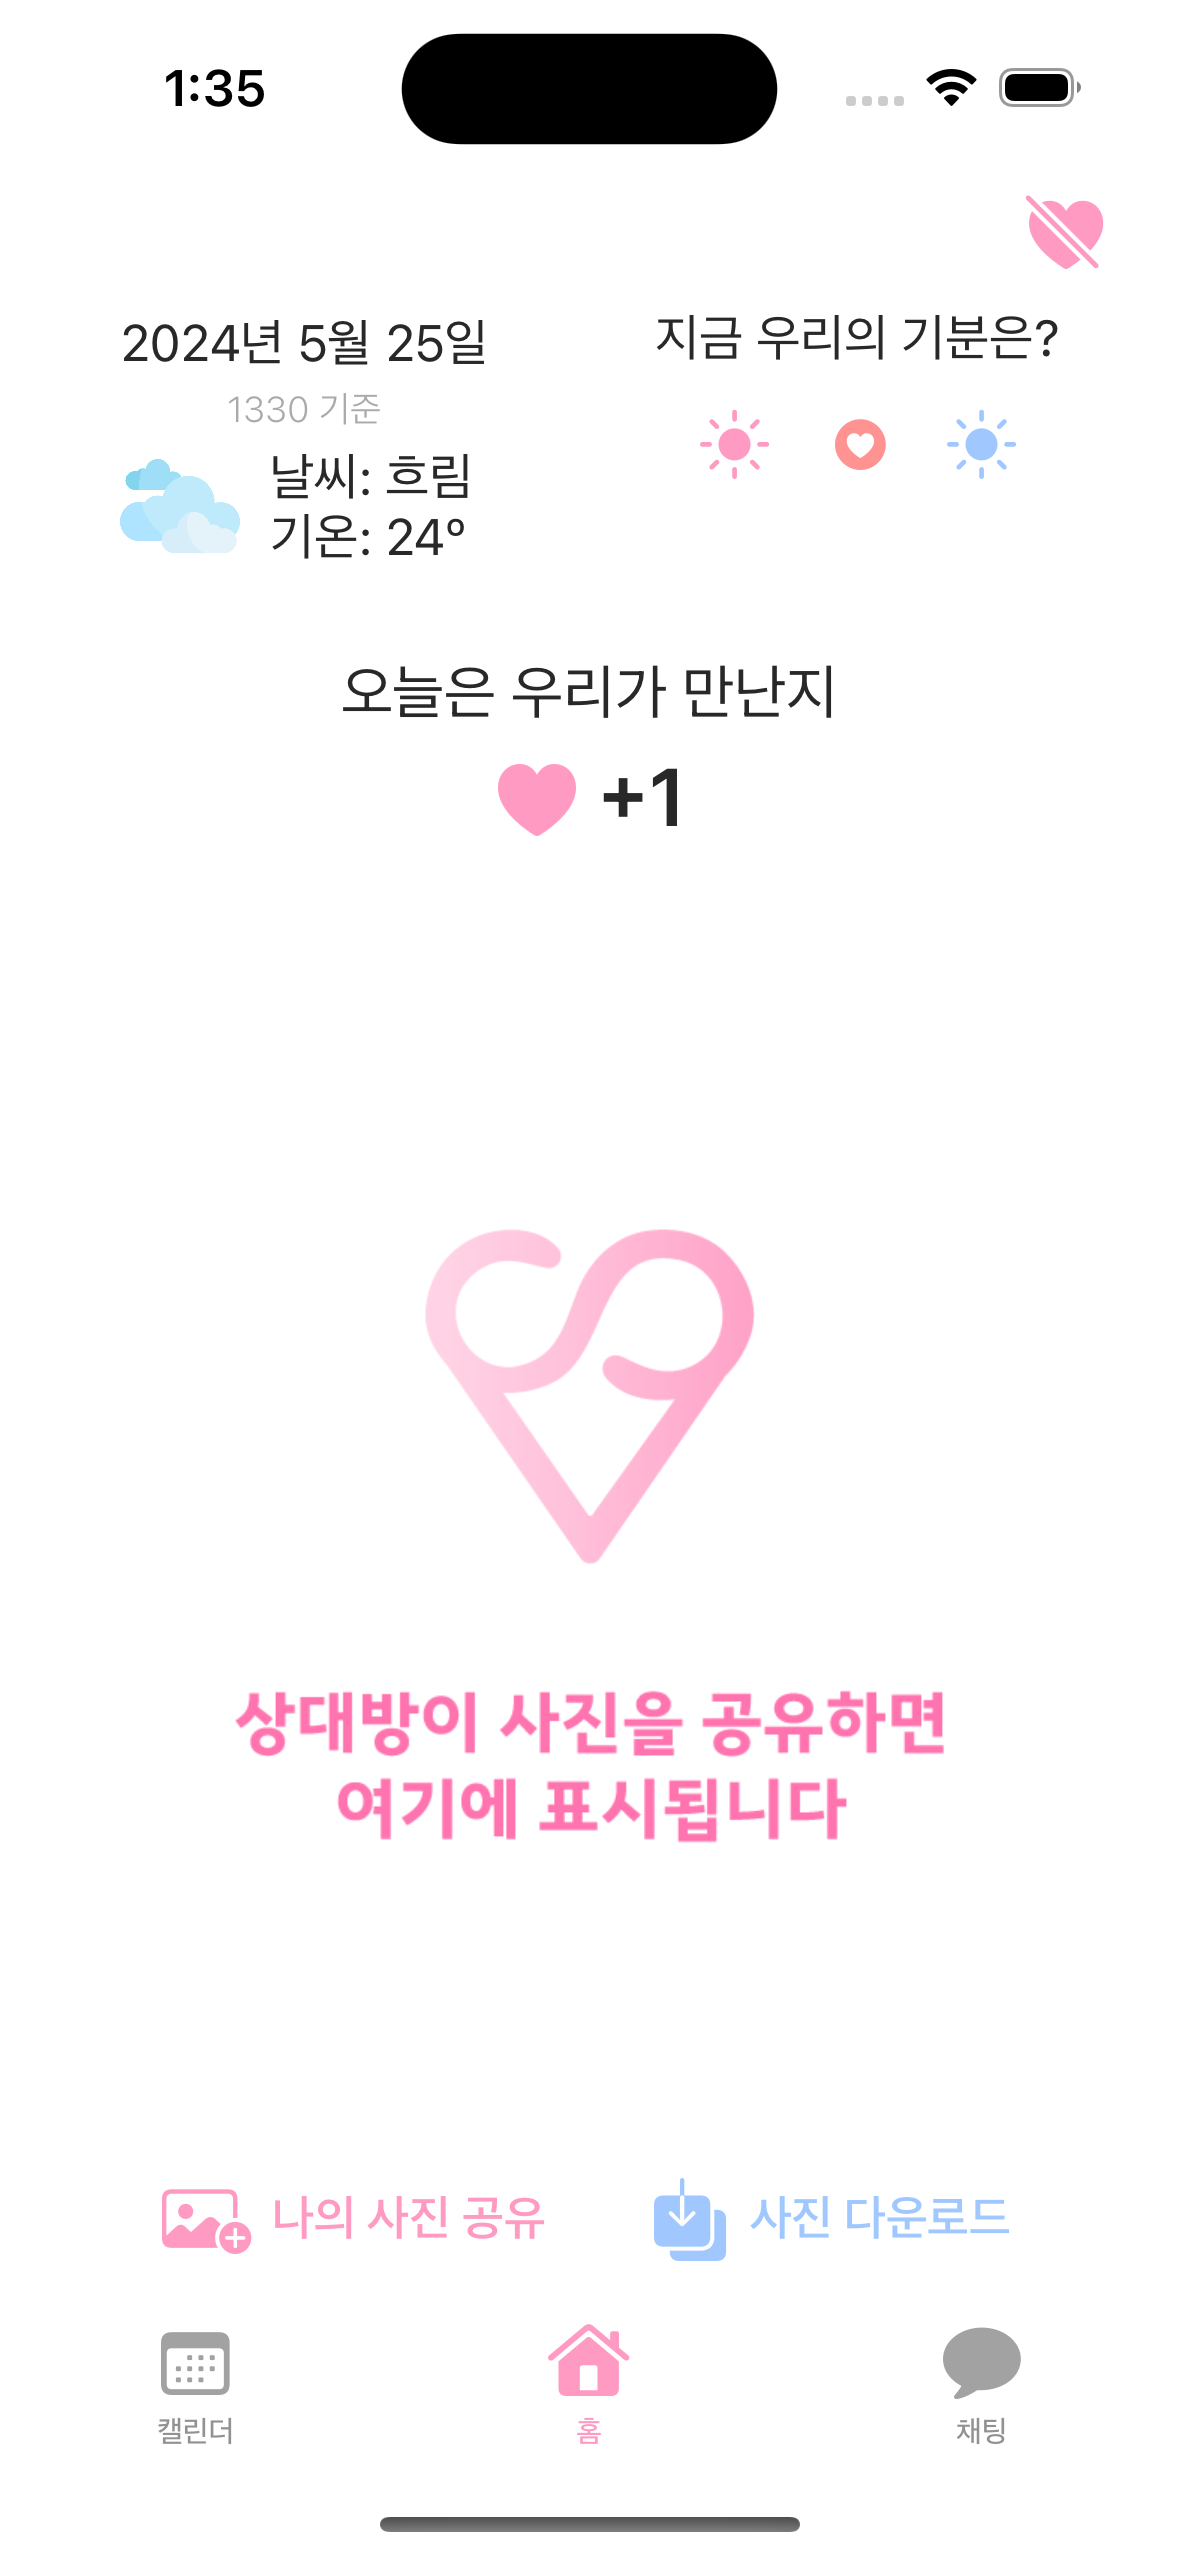 1:35
2024년 5월 25일
1330 기준
날씨: 흐림
기온: 24°
지금 우리의 기분은?
오늘은 우리가 만난지
+1
상대방이 사진을 공유하면
여기에 표시됩니다
나의 사진 공유
사진 다운로드
캘린더
홈
채팅